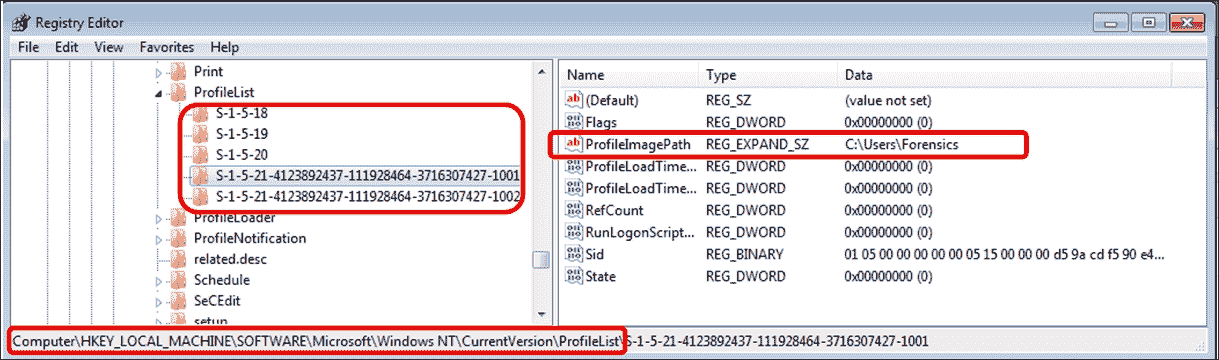 Registry Editor
File Edit View Favorites Help
Print
ProfileList
S-1-5-18
S-1-5-19
S-1-5-20
S-1-5-21-4123892437-111928464-3716307427-1001
S-1-5-21-4123892437-111928464-3716307427-1002
ProfileLoader
ProfileNotification
related.desc
Schedule
SeCEdit
setup
Name Type Data
(Default) REG_SZ (value not set)
Flags REG_DWORD 0x00000000 (0)
ProfileImagePath REG_EXPAND_SZ C:\Users\Forensics
ProfileLoadTime... REG_DWORD 0x00000000 (0)
ProfileLoadTime... REG_DWORD 0x00000000 (0)
RefCount REG_DWORD 0x00000000 (0)
RunLogonScript... REG_DWORD 0x00000000 (0)
Sid REG_BINARY 01 05 00 00 00 00 00 05 15 00 00 00 d5 9a cd f5 90 e4...
State REG_DWORD 0x00000000 (0)
Computer\HKEY_LOCAL_MACHINE\SOFTWARE\Microsoft\Windows NT\CurrentVersion\ProfileList\S-1-5-21-4123892437-111928464-3716307427-1001